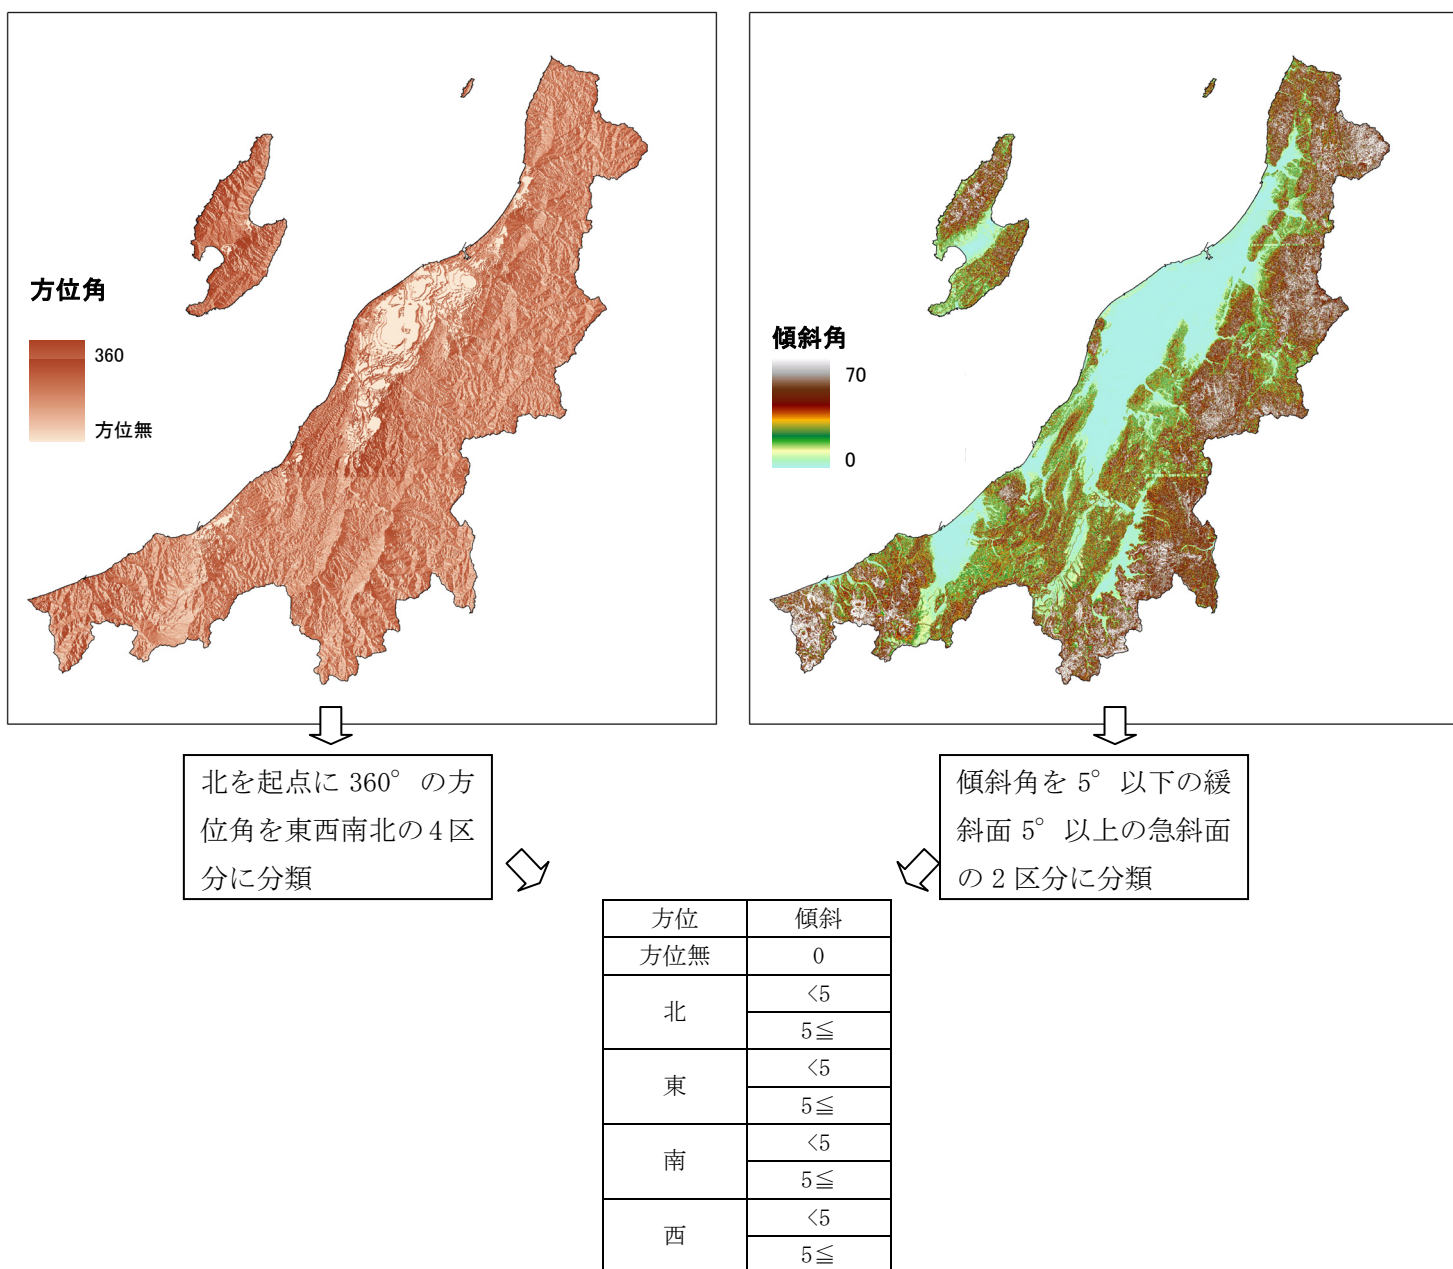 方位角
360
方位無
傾斜角
70
0
北を起点に 360° の方
位角を東西南北の4区
分に分類
傾斜角を 5° 以下の緩
斜面 5° 以上の急斜面
の 2 区分に分類
方位 傾斜
方位無 0
北 <5
5≦
東 <5
5≦
南 <5
5≦
西 <5
5≦